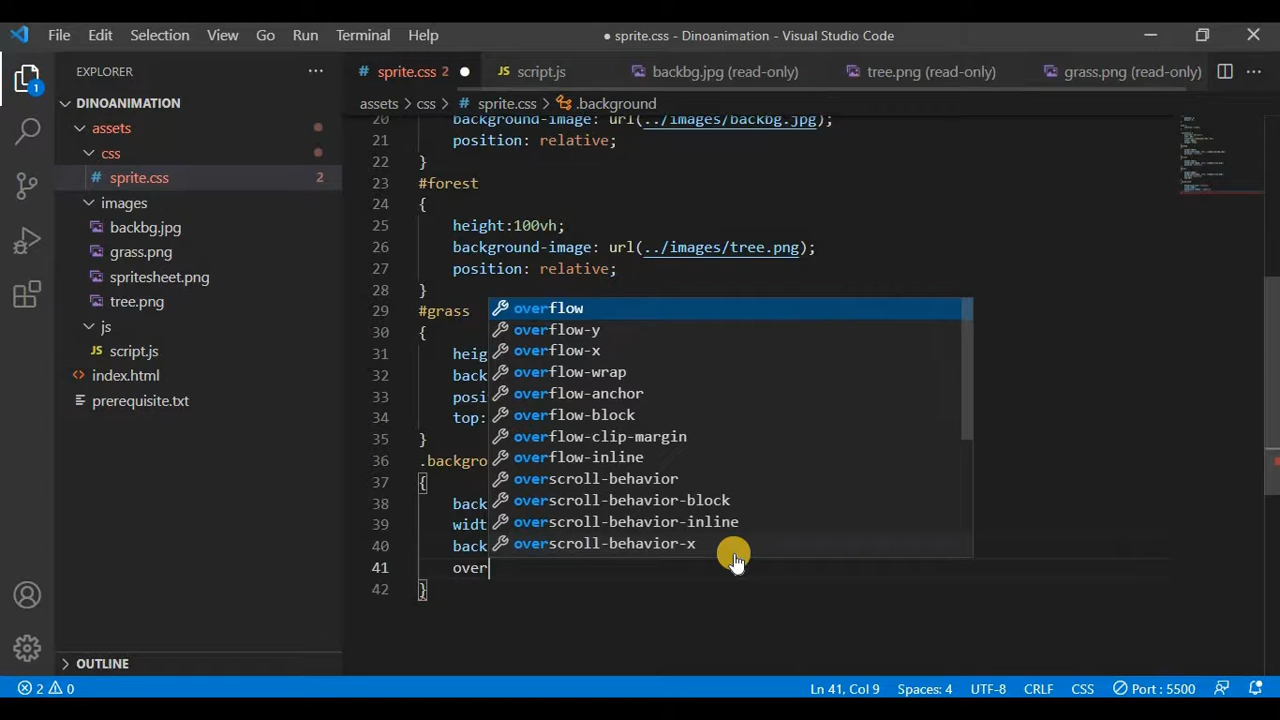 File Edit Selection View Go Run Terminal Help
● sprite.css - Dinoanimation - Visual Studio Code
EXPLORER
DINOANIMATION
assets
css
# sprite.css 2
images
backbg.jpg
grass.png
spritesheet.png
tree.png
js
JS script.js
<> index.html
prerequisite.txt
OUTLINE
1
# sprite.css 2
JS script.js
backbg.jpg (read-only)
tree.png (read-only)
grass.png (read-only)
assets > css > # sprite.css > .background
20 background-image: url(../images/backbg.jpg);
21 position: relative;
22 }
23 #forest
24 {
25 height:100vh;
26 background-image: url(../images/tree.png);
27 position: relative;
28 }
29 #grass
30 {
31 heig
32 back
33 posi
34 top:
35 }
36 .backgro
37 {
38 back
39 widt
40 back
41 over
42 }
overflow
overflow-y
overflow-x
overflow-wrap
overflow-anchor
overflow-block
overflow-clip-margin
overflow-inline
overscroll-behavior
overscroll-behavior-block
overscroll-behavior-inline
overscroll-behavior-x
2 0
Ln 41, Col 9 Spaces: 4 UTF-8 CRLF CSS Port : 5500